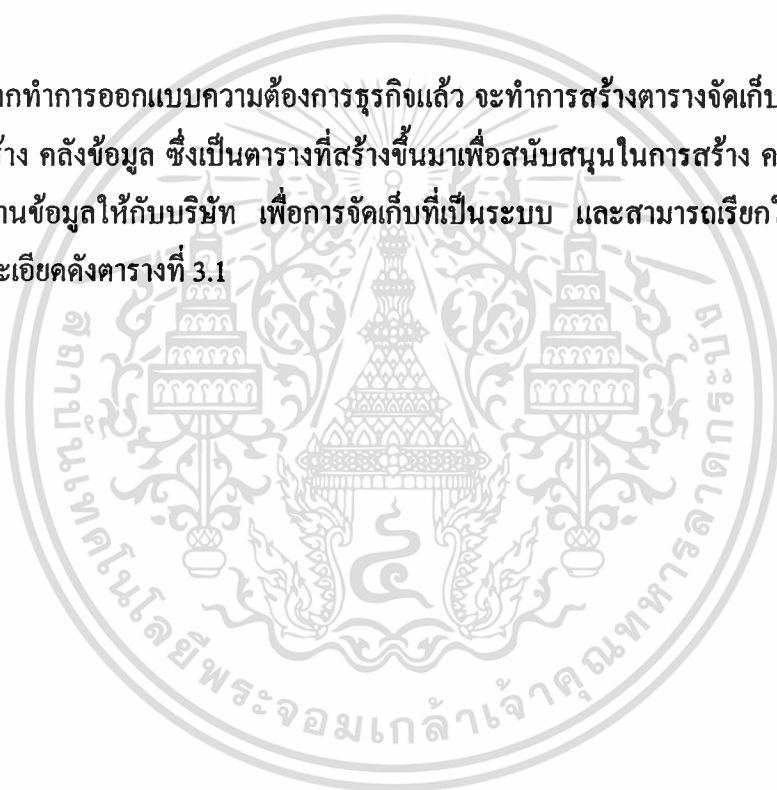 กทำการออกแบบความต้องการธุรกิจแล้ว จะทำการสร้างตารางจัดเก็บ
ร้าง คลังข้อมูล ซึ่งเป็นตารางที่สร้างขึ้นมาเพื่อสนับสนุนในการสร้าง ค
านข้อมูลให้กับบริษัท เพื่อการจัดเก็บที่เป็นระบบ และสามารถเรียกใ
ะเอียดดังตารางที่ 3.1
สถาบันเทคโนโลยีพระจอมเกล้าเจ้าคุณทหารลาดกระบัง